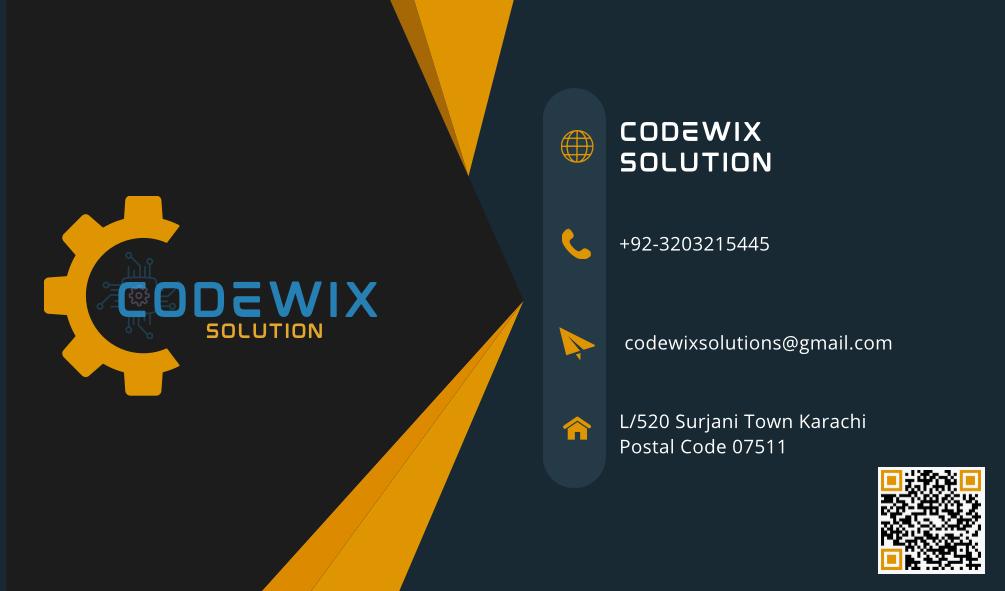 CODEWIX
SOLUTION
CODEWIX
SOLUTION
+92-3203215445
codewixsolutions@gmail.com
L/520 Surjani Town Karachi
Postal Code 07511